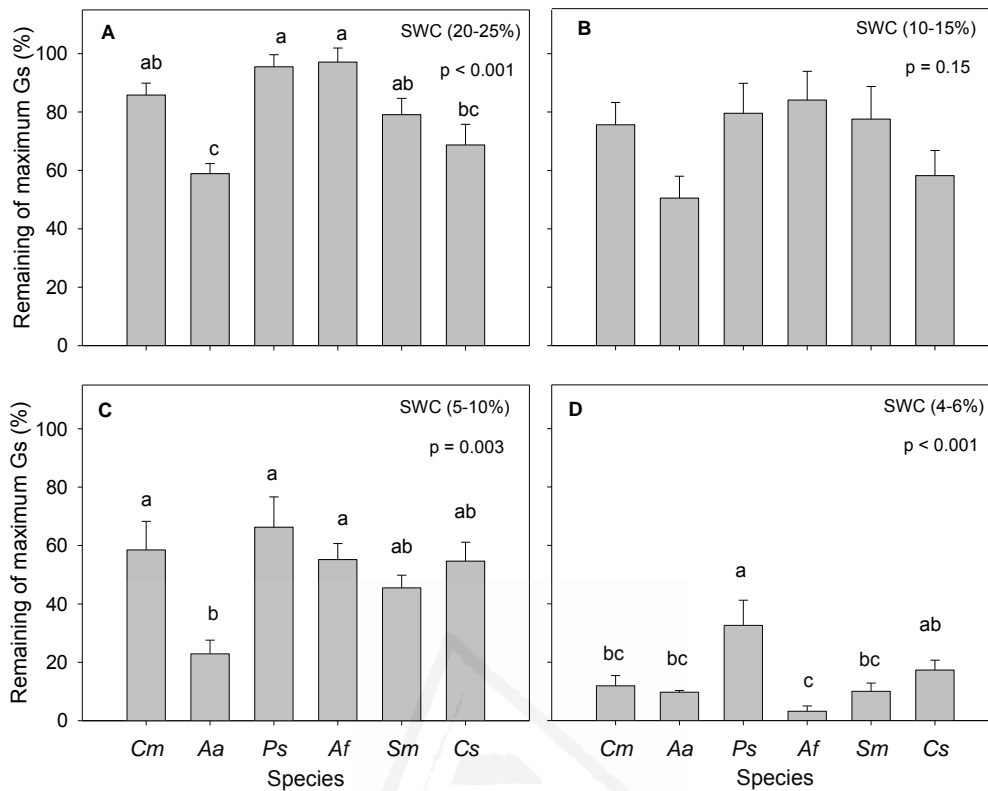 A
SWC (20-25%)
p < 0.001
ab
c
a
a
ab
bc
Remaining of maximum Gs (%)
100
80
60
40
20
0
B
SWC (10-15%)
p = 0.15
C
SWC (5-10%)
p = 0.003
a
b
a
a
ab
ab
Remaining of maximum Gs (%)
100
80
60
40
20
0
Cm Aa Ps Af Sm Cs
Species
D
SWC (4-6%)
p < 0.001
bc
bc
a
c
bc
ab
Cm Aa Ps Af Sm Cs
Species